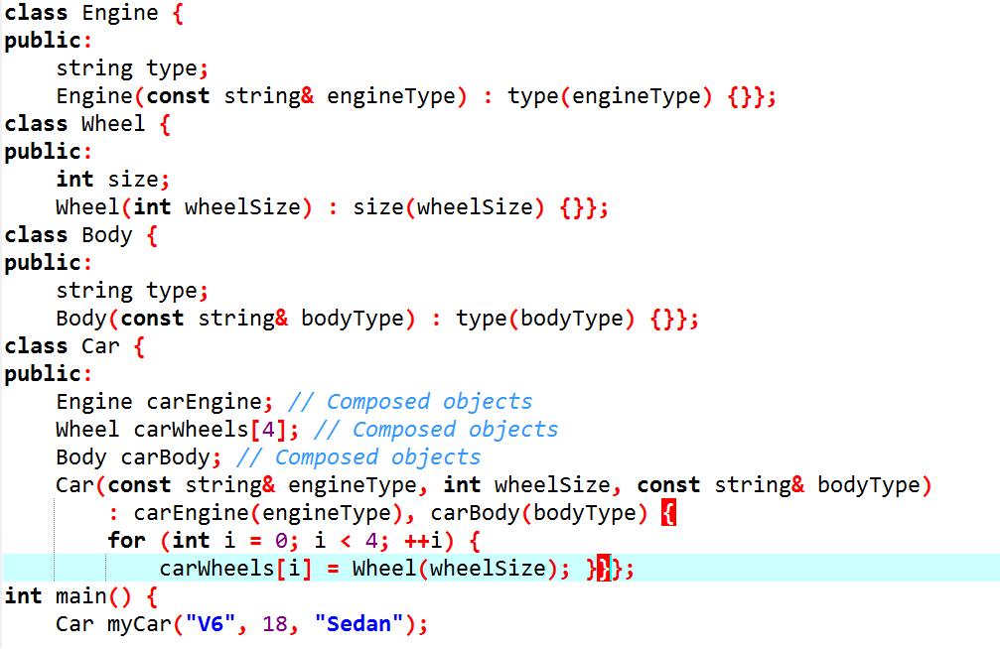 class Engine {
public:
    string type;
    Engine(const string& engineType) : type(engineType) {}};
class Wheel {
public:
    int size;
    Wheel(int wheelSize) : size(wheelSize) {}};
class Body {
public:
    string type;
    Body(const string& bodyType) : type(bodyType) {}};
class Car {
public:
    Engine carEngine; // Composed objects
    Wheel carWheels[4]; // Composed objects
    Body carBody; // Composed objects
    Car(const string& engineType, int wheelSize, const string& bodyType)
        : carEngine(engineType), carBody(bodyType) {
        for (int i = 0; i < 4; ++i) {
            carWheels[i] = Wheel(wheelSize); }}};
int main() {
    Car myCar("V6", 18, "Sedan");